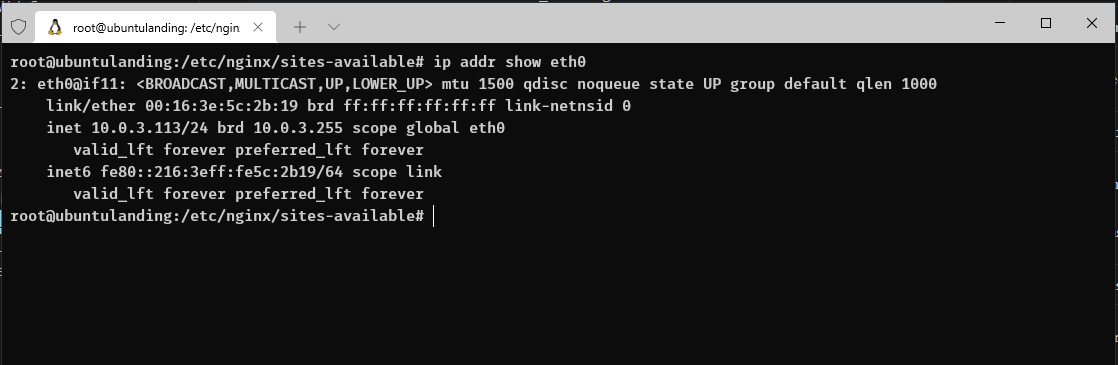 root@ubuntulanding: /etc/ngin
root@ubuntulanding:/etc/nginx/sites-available# ip addr show eth0
2: eth0@if11: <BROADCAST,MULTICAST,UP,LOWER_UP> mtu 1500 qdisc noqueue state UP group default qlen 1000
    link/ether 00:16:3e:5c:2b:19 brd ff:ff:ff:ff:ff:ff link-netnsid 0
    inet 10.0.3.113/24 brd 10.0.3.255 scope global eth0
       valid_lft forever preferred_lft forever
    inet6 fe80::216:3eff:fe5c:2b19/64 scope link
       valid_lft forever preferred_lft forever
root@ubuntulanding:/etc/nginx/sites-available#